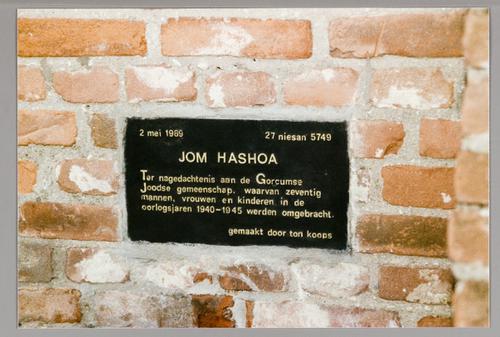 2 mei 1989 27 niesan 5749
JOM HASHOA
Ter nagedachtenis aan de Gorcumse
Joodse gemeenschap. waarvan zeventig
mannen, vrouwen en kinderen in de
oorlogsjaren 1940-1945 werden omgebracht.
gemaakt door ton koops